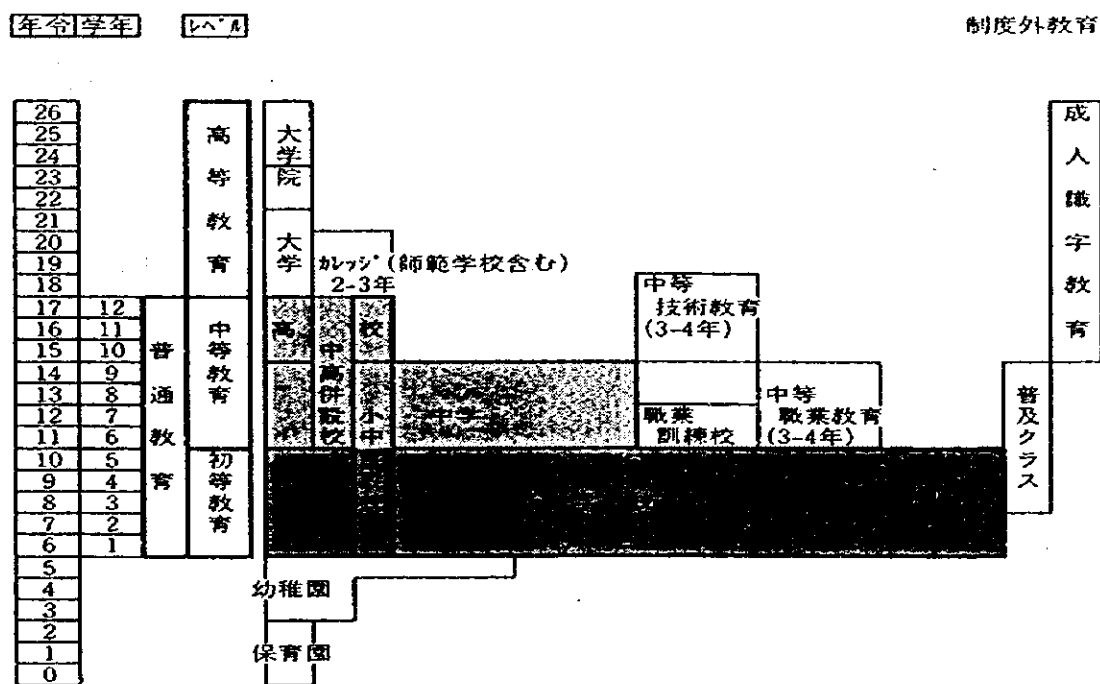 年令 学年 レベル 制度外教育
26
25
24
23
22
21
20
19
18
17 12
16 11
15 10
14 9
13 8
12 7
11 6
10 5
9 4
8 3
7 2
6 1
5
4
3
2
1
0
普通教育
高等教育
中等教育
初等教育
大学院
大学
カレッジ(師範学校含む)
2-3年
高校
中高併設校
小中
中学
中等
技術教育
(3-4年)
職業
訓練校
中等
職業教育
(3-4年)
幼稚園
保育園
成人識字教育
普及クラス